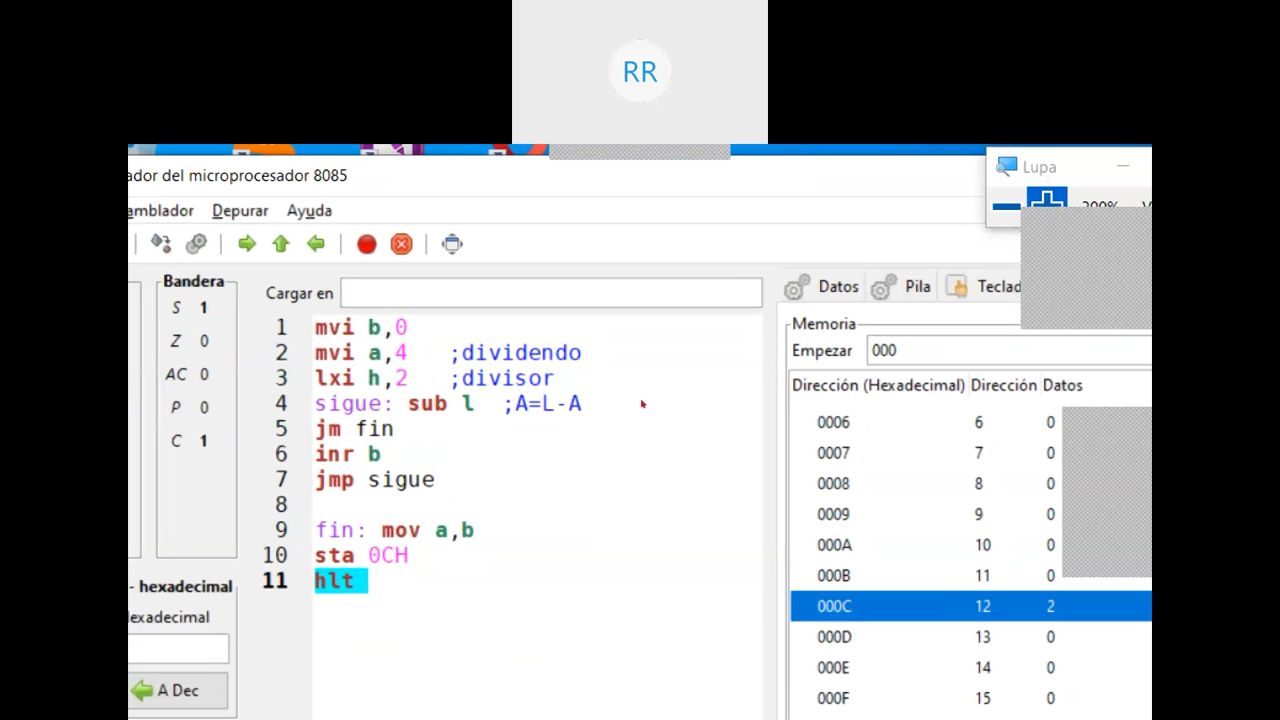 RR
ador del microprocesador 8085
Lupa
amblador Depurar Ayuda
Bandera
S 1
Z 0
AC 0
P 0
C 1
- hexadecimal
exadecimal
A Dec
Cargar en
1 mvi b,0
2 mvi a,4 ;dividendo
3 lxi h,2 ;divisor
4 sigue: sub l ;A=L-A
5 jm fin
6 inr b
7 jmp sigue
8
9 fin: mov a,b
10 sta 0CH
11 hlt
Datos Pila Teclad
Memoria
Empezar 000
Dirección (Hexadecimal) Dirección Datos
0006 6 0
0007 7 0
0008 8 0
0009 9 0
000A 10 0
000B 11 0
000C 12 2
000D 13 0
000E 14 0
000F 15 0